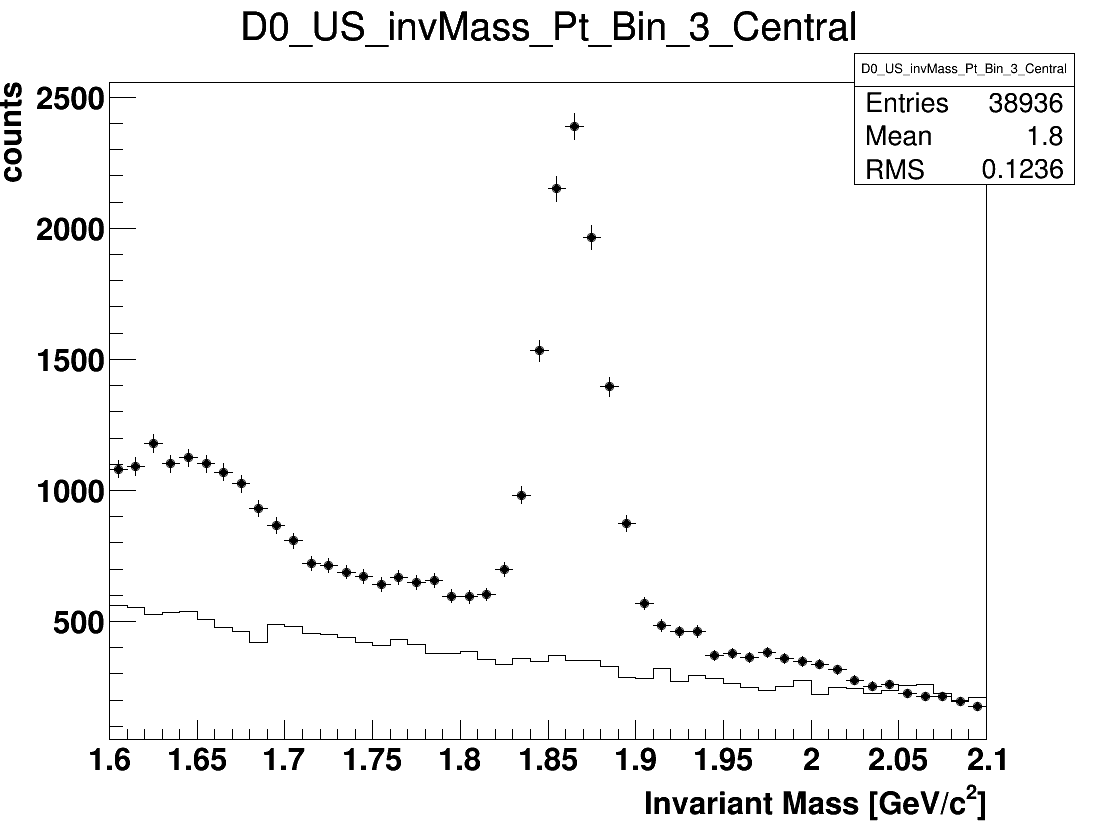 D0_US_invMass_Pt_Bin_3_Central
D0_US_invMass_Pt_Bin_3_Central
Entries 38936
Mean 1.8
RMS 0.1236
counts
2500
2000
1500
1000
500
1.6 1.65 1.7 1.75 1.8 1.85 1.9 1.95 2 2.05 2.1
Invariant Mass [GeV/c²]